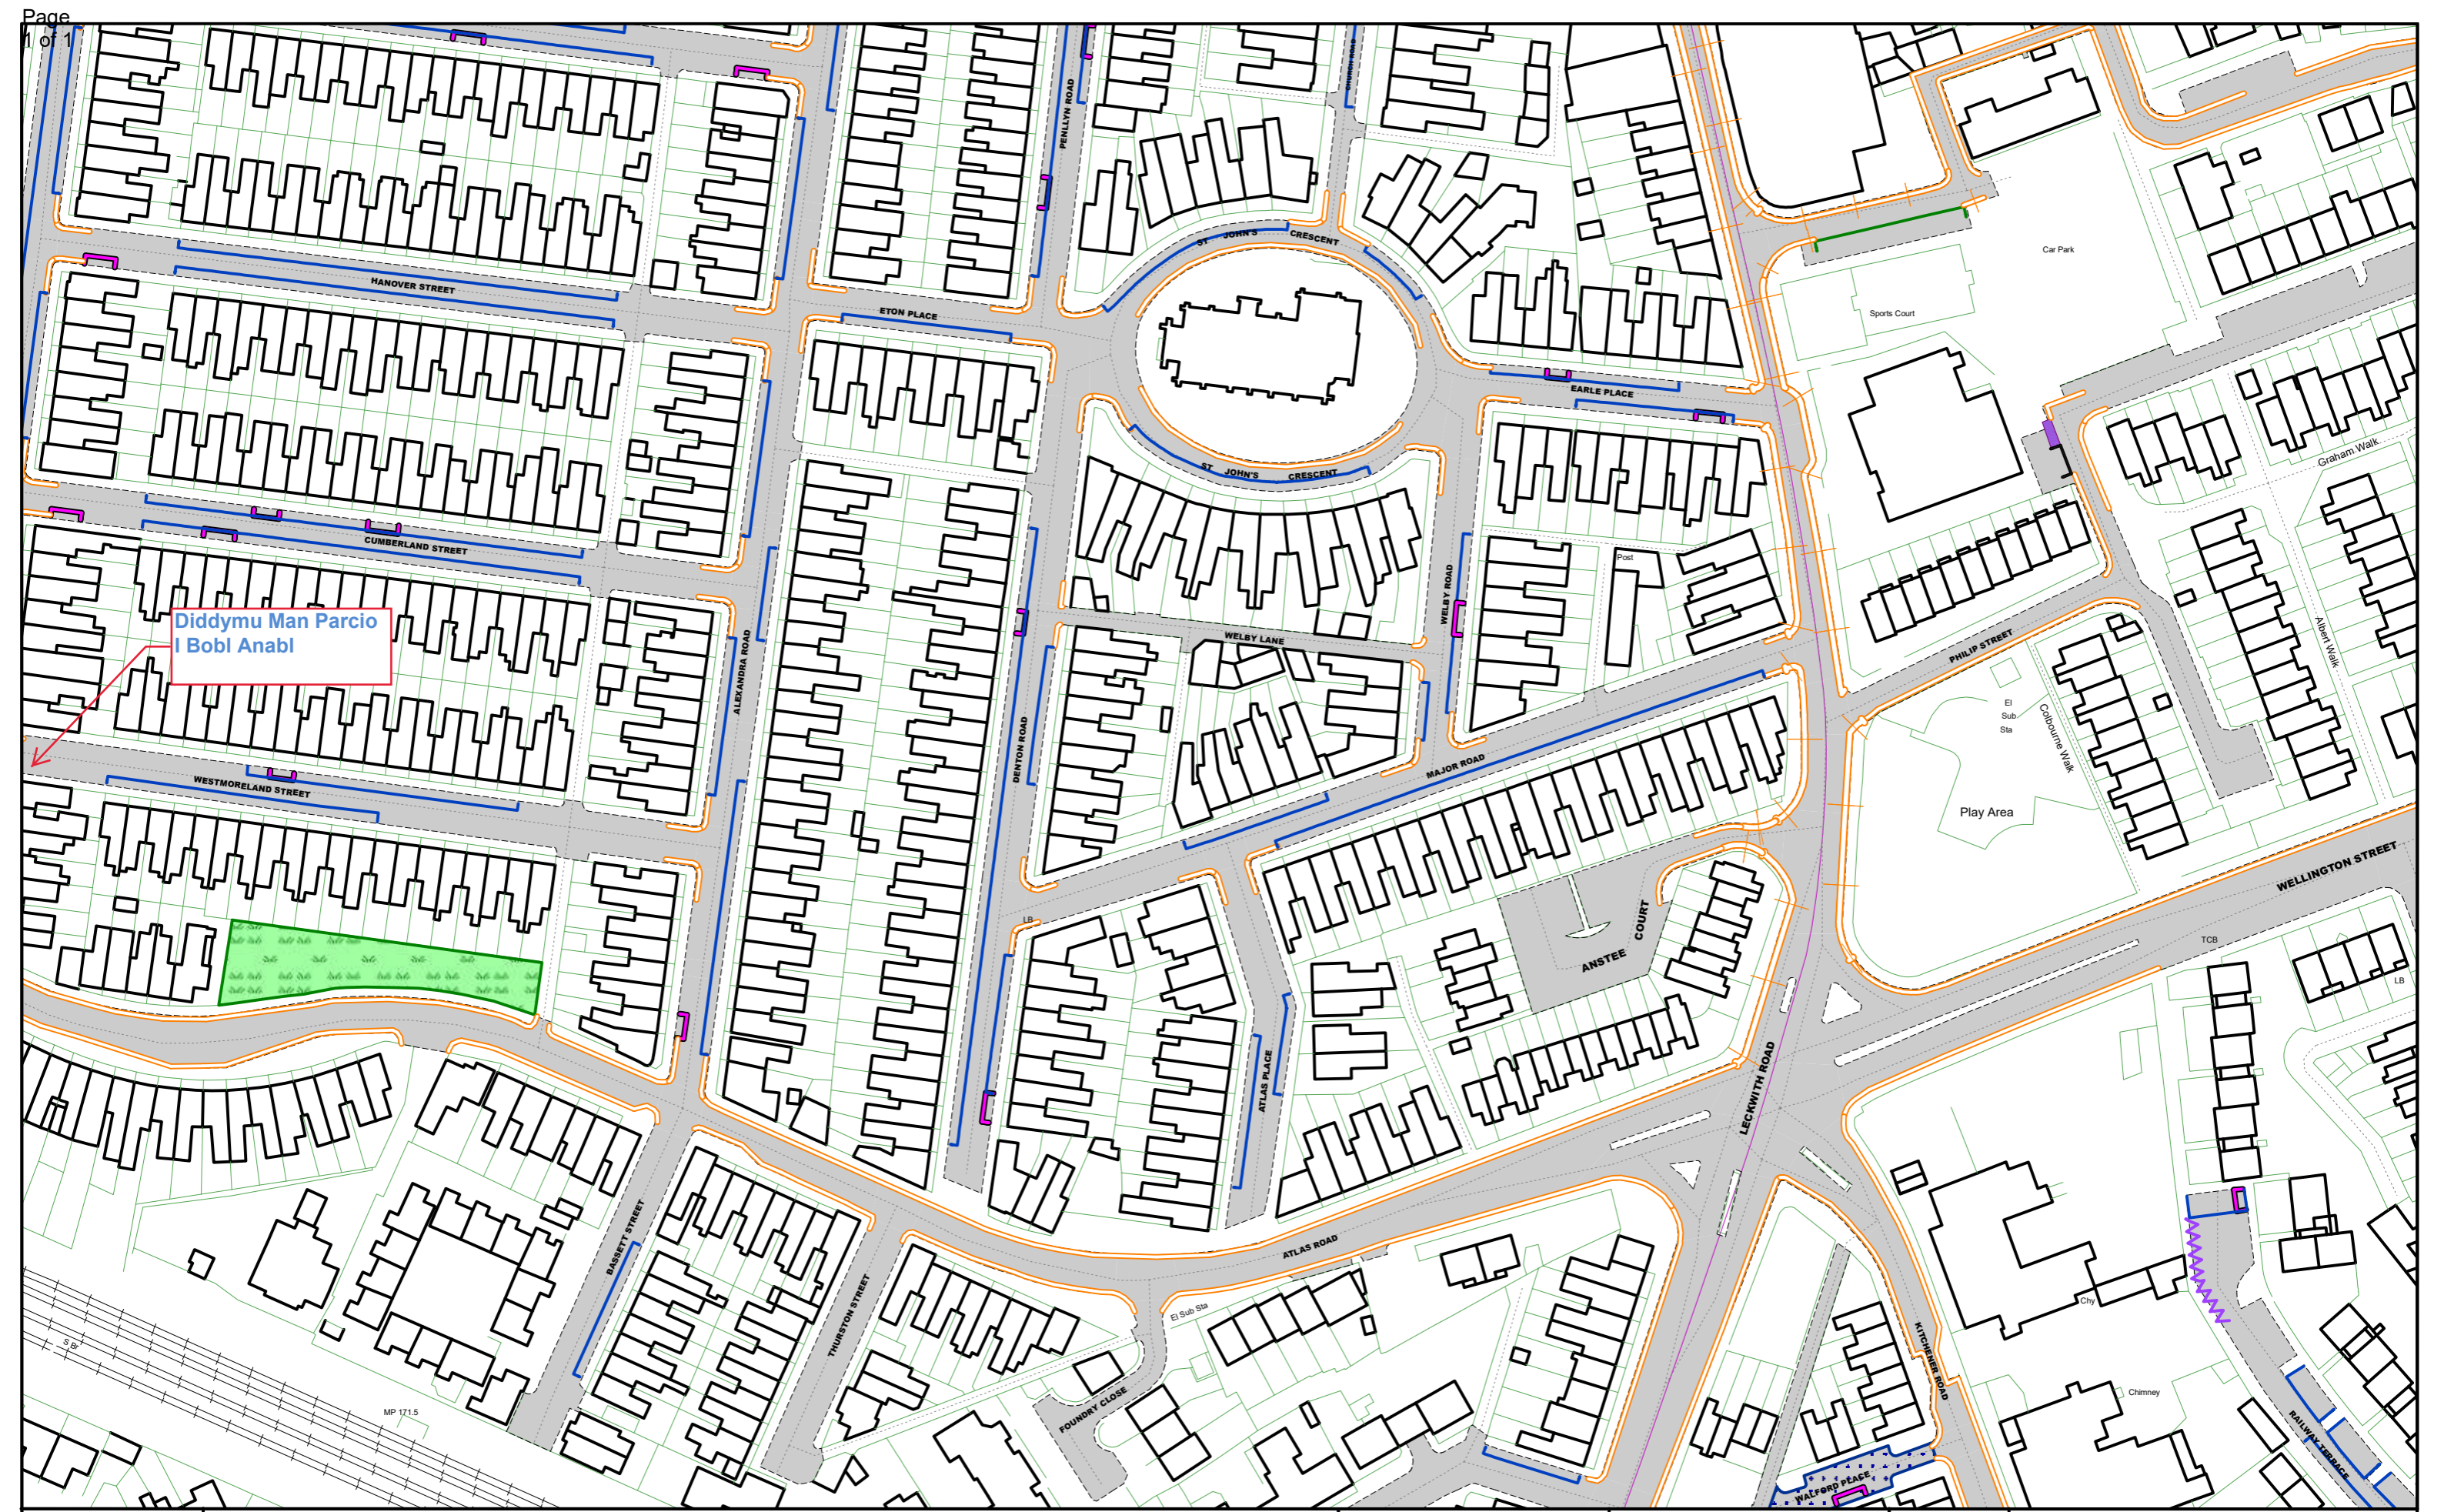 Page
1 of 1
PENLLYN ROAD
CHURCH ROAD
ST JOHN'S CRESCENT
Car Park
HANOVER STREET
ETON PLACE
Sports Court
EARLE PLACE
Graham Walk
ST JOHN'S CRESCENT
CUMBERLAND STREET
Post
WELBY ROAD
Diddymu Man Parcio
I Bobl Anabl
WELBY LANE
ALEXANDRA ROAD
PHILIP STREET
Albert Walk
El
Sub
Sta
Colbourne Walk
DENTON ROAD
MAJOR ROAD
WESTMORELAND STREET
Play Area
WELLINGTON STREET
LB
ANSTEE COURT
TCB
LB
ATLAS PLACE
LECKWITH ROAD
BASSETT STREET
ATLAS ROAD
THURSTON STREET
El Sub Sta
Chy
S Br
KITCHENER ROAD
MP 171.5
FOUNDRY CLOSE
Chimney
RAILWAY TERRACE
WALFORD PLACE